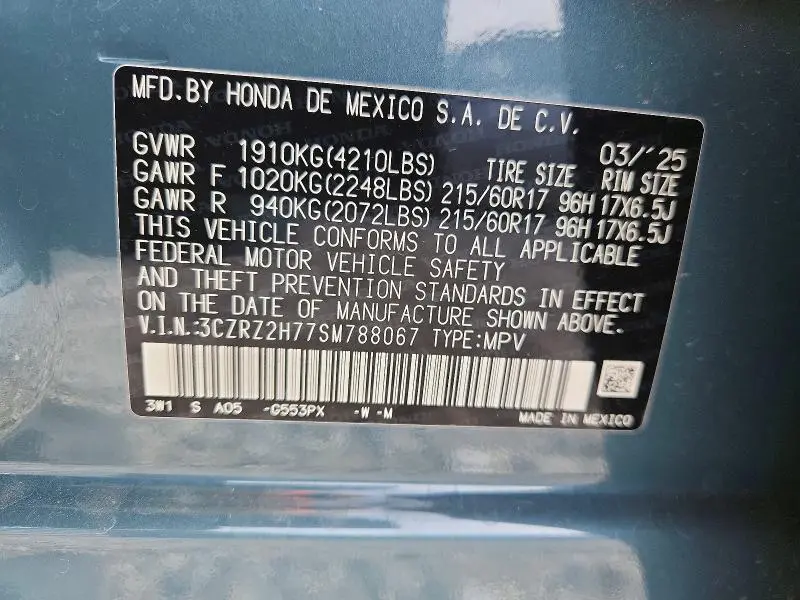 MFD.BY HONDA DE MEXICO S.A. DE C.V.
03/'25
GVWR 1910KG(4210LBS) TIRE SIZE RIM SIZE
GAWR F 1020KG(2248LBS) 215/60R17 96H 17X6.5J
GAWR R 940KG(2072LBS) 215/60R17 96H 17X6.5J
THIS VEHICLE CONFORMS TO ALL APPLICABLE
FEDERAL MOTOR VEHICLE SAFETY
AND THEFT PREVENTION STANDARDS IN EFFECT
ON THE DATE OF MANUFACTURE SHOWN ABOVE.
V.I.N.:3CZRZ2H77SM788067 TYPE:MPV
3W1 S A05 -G553PX -W -M
MADE IN MEXICO